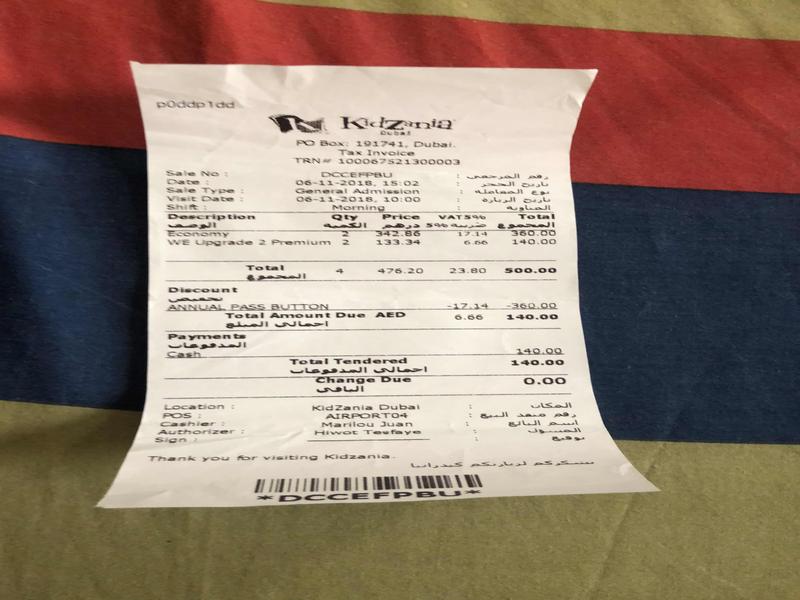 p0ddp1dd
KidZania
Dubai
PO Box: 191741, Dubai.
Tax Invoice
TRN# 100067521300003
Sale No : DCCEFPBU : رقم المرجعى
Date : 06-11-2018, 15:02 : تاريخ الحجز
Sale Type : General Admission : نوع المعاملة
Visit Date : 06-11-2018, 10:00 : تاريخ الزيارة
Shift : Morning : المناوبة
Description Qty Price VAT5% Total
الوصف الكمية درهم ضريبة 5% المجموع
Economy 2 342.86 17.14 360.00
WE Upgrade 2 Premium 2 133.34 6.66 140.00
Total 4 476.20 23.80 500.00
المجموع
Discount
تخفيض
ANNUAL PASS BUTTON -17.14 -360.00
Total Amount Due AED 6.66 140.00
اجمالى المبلغ
Payments
المدفوعات
Cash 140.00
Total Tendered 140.00
اجمالى المدفوعات
Change Due 0.00
الباقى
Location : KidZania Dubai : المكان
POS : AIRPORT04 : رقم منفذ البيع
Cashier : Marilou Juan : اسم البائع
Authorizer : Hiwot Tesfaye : المسؤول
Sign : : توقيع
Thank you for visiting Kidzania.
نشكركم لزيارتكم كيدزانيا
*DCCEFPBU*